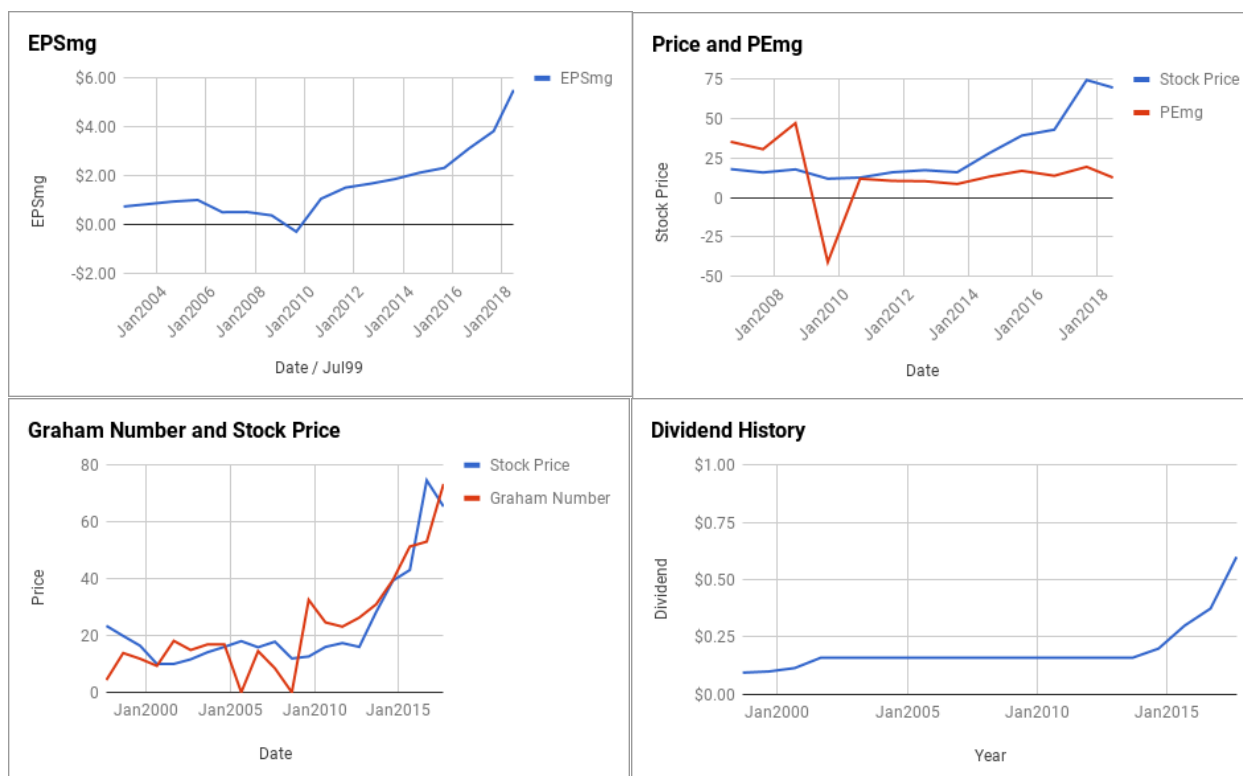 EPSmg
EPSmg
$6.00
$4.00
$2.00
$0.00
-$2.00
EPSmg
Jan2004
Jan2006
Jan2008
Jan2010
Jan2012
Jan2014
Jan2016
Jan2018
Date / Jul99
Price and PEmg
Stock Price
PEmg
75
50
25
0
-25
-50
Stock Price
Jan2008
Jan2010
Jan2012
Jan2014
Jan2016
Jan2018
Date
Graham Number and Stock Price
Stock Price
Graham Number
80
60
40
20
0
Price
Jan2000
Jan2005
Jan2010
Jan2015
Date
Dividend History
$1.00
$0.75
$0.50
$0.25
$0.00
Dividend
Jan2000
Jan2005
Jan2010
Jan2015
Year